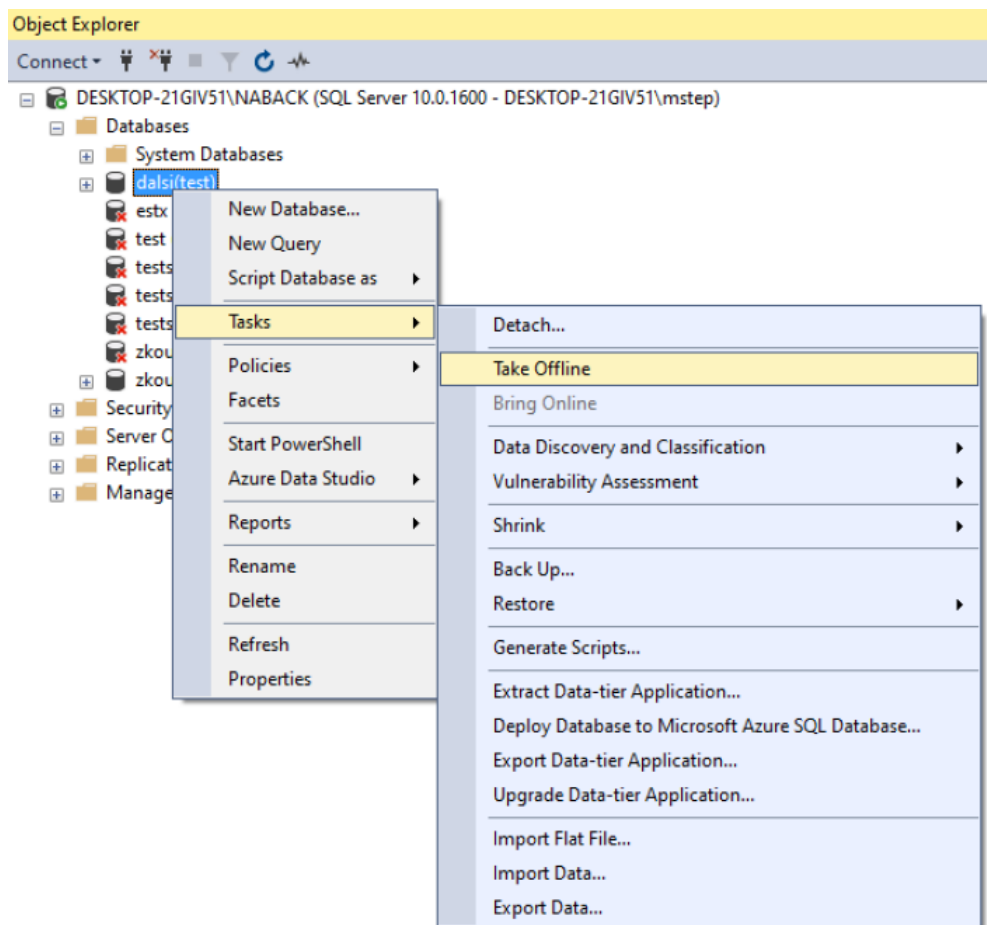 Object Explorer
Connect
DESKTOP-21GIV51\NABACK (SQL Server 10.0.1600 - DESKTOP-21GIV51\mstep)
Databases
System Databases
dalsi(test)
estx
test
tests
tests
tests
zkou
zkou
Security
Server O
Replicat
Manage
New Database...
New Query
Script Database as
Tasks
Policies
Facets
Start PowerShell
Azure Data Studio
Reports
Rename
Delete
Refresh
Properties
Detach...
Take Offline
Bring Online
Data Discovery and Classification
Vulnerability Assessment
Shrink
Back Up...
Restore
Generate Scripts...
Extract Data-tier Application...
Deploy Database to Microsoft Azure SQL Database...
Export Data-tier Application...
Upgrade Data-tier Application...
Import Flat File...
Import Data...
Export Data...